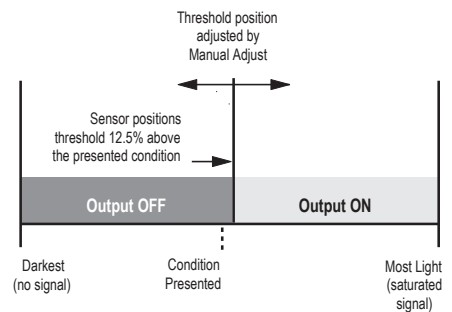 Threshold position
adjusted by
Manual Adjust
Sensor positions
threshold 12.5% above
the presented condition
Output OFF
Output ON
Darkest
(no signal)
Condition
Presented
Most Light
(saturated
signal)